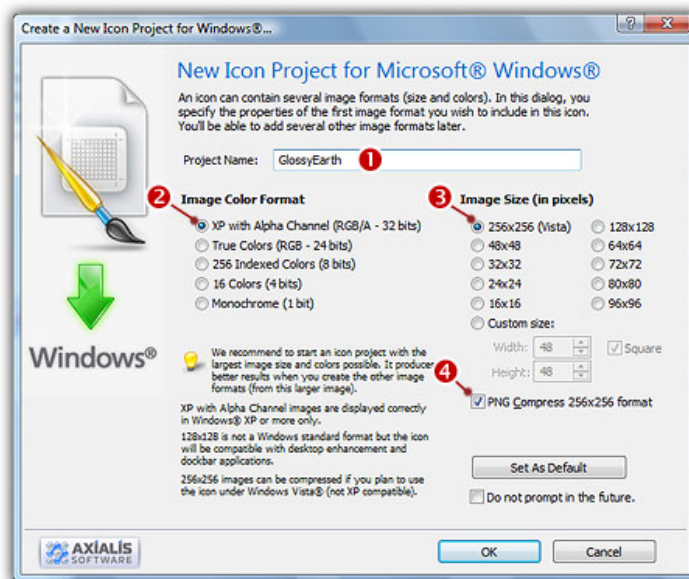 Create a New Icon Project for Windows®...
New Icon Project for Microsoft® Windows®
An icon can contain several image formats (size and colors). In this dialog, you
specify the properties of the first image format you wish to include in this icon.
You'll be able to add several other image formats later.
Project Name: GlossyEarth 1
2
Image Color Format
XP with Alpha Channel (RGB/A - 32 bits)
True Colors (RGB - 24 bits)
256 Indexed Colors (8 bits)
16 Colors (4 bits)
Monochrome (1 bit)
3
Image Size (in pixels)
256x256 (Vista) 128x128
48x48 64x64
32x32 72x72
24x24 80x80
16x16 96x96
Custom size:
Width: 48 Square
Height: 48
4
PNG Compress 256x256 format
Windows®
We recommend to start an icon project with the
largest image size and colors possible. It produces
better results when you create the other image
formats (from this larger image).
XP with Alpha Channel images are displayed correctly
in Windows® XP or more only.
128x128 is not a Windows standard format but the icon
will be compatible with desktop enhancement and
dockbar applications.
256x256 images can be compressed if you plan to use
the icon under Windows Vista® (not XP compatible).
Set As Default
Do not prompt in the future.
AXIALIS
SOFTWARE
OK Cancel